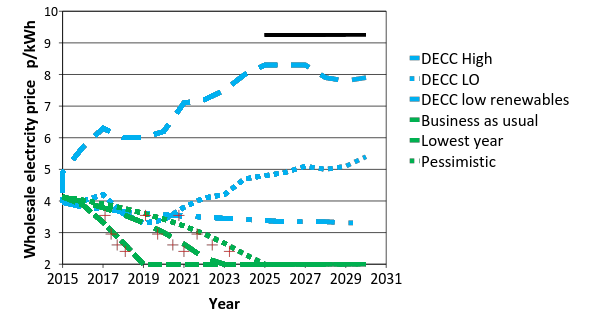 Wholesale electrcity price p/kWh
10
9
8
7
6
5
4
3
2
2015 2017 2019 2021 2023 2025 2027 2029 2031
Year
DECC High
DECC LO
DECC low renewables
Business as usual
Lowest year
Pessimistic